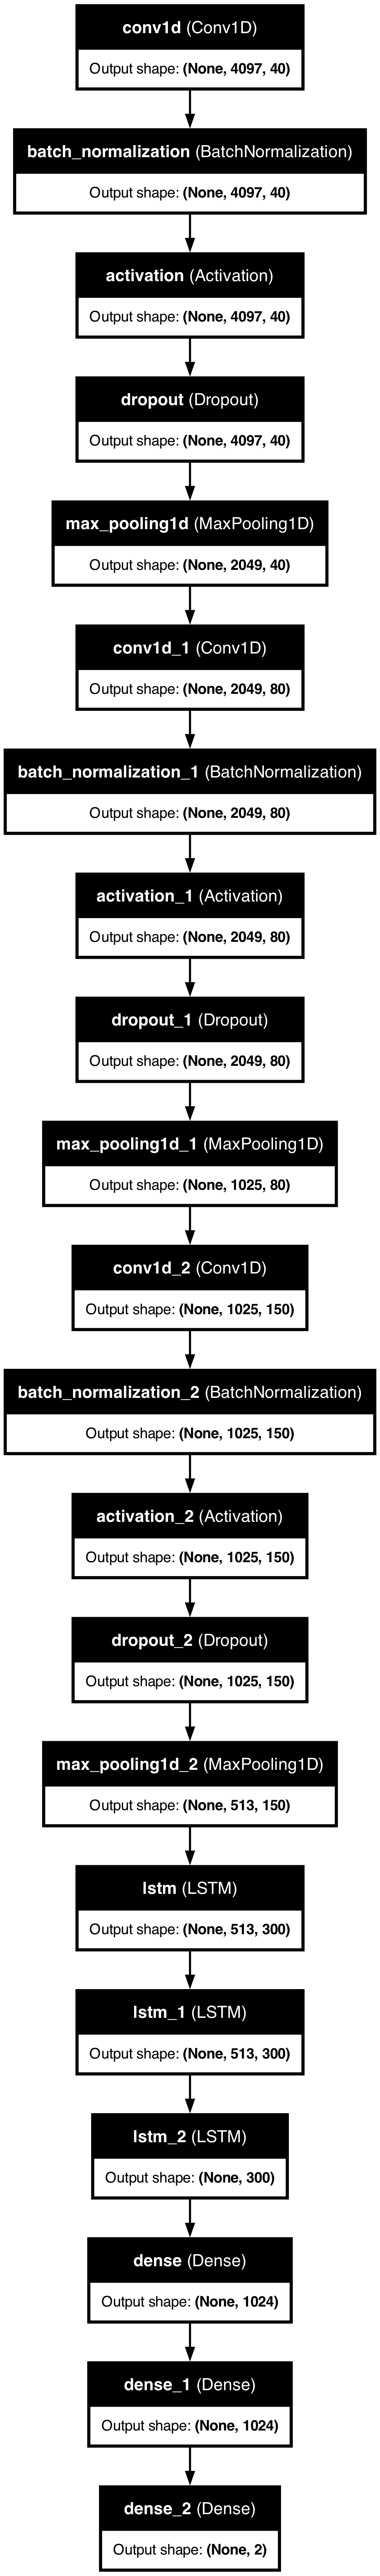 conv1d (Conv1D)
Output shape: (None, 4097, 40)
batch_normalization (BatchNormalization)
Output shape: (None, 4097, 40)
activation (Activation)
Output shape: (None, 4097, 40)
dropout (Dropout)
Output shape: (None, 4097, 40)
max_pooling1d (MaxPooling1D)
Output shape: (None, 2049, 40)
conv1d_1 (Conv1D)
Output shape: (None, 2049, 80)
batch_normalization_1 (BatchNormalization)
Output shape: (None, 2049, 80)
activation_1 (Activation)
Output shape: (None, 2049, 80)
dropout_1 (Dropout)
Output shape: (None, 2049, 80)
max_pooling1d_1 (MaxPooling1D)
Output shape: (None, 1025, 80)
conv1d_2 (Conv1D)
Output shape: (None, 1025, 150)
batch_normalization_2 (BatchNormalization)
Output shape: (None, 1025, 150)
activation_2 (Activation)
Output shape: (None, 1025, 150)
dropout_2 (Dropout)
Output shape: (None, 1025, 150)
max_pooling1d_2 (MaxPooling1D)
Output shape: (None, 513, 150)
lstm (LSTM)
Output shape: (None, 513, 300)
lstm_1 (LSTM)
Output shape: (None, 513, 300)
lstm_2 (LSTM)
Output shape: (None, 300)
dense (Dense)
Output shape: (None, 1024)
dense_1 (Dense)
Output shape: (None, 1024)
dense_2 (Dense)
Output shape: (None, 2)